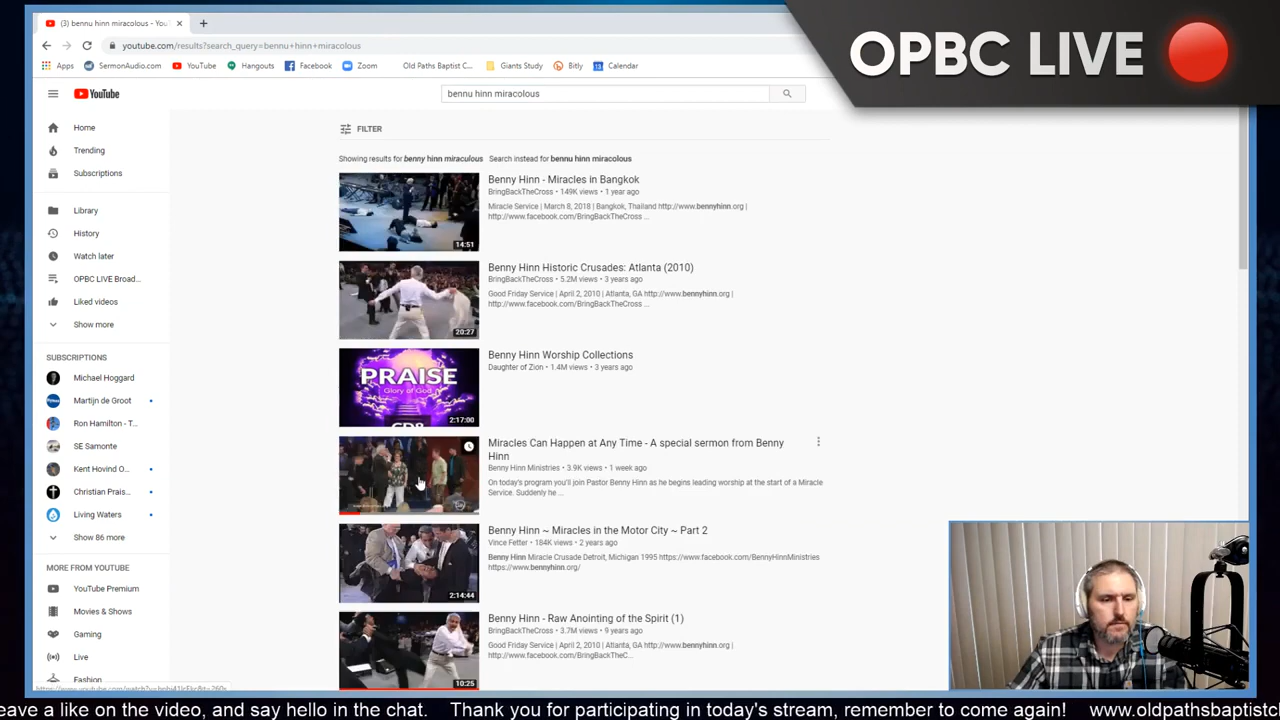 (3) bennu hinn miracolous - YouT
OPBC LIVE
youtube.com/results?search_query=bennu+hinn+miracolous
Apps SermonAudio.com YouTube Hangouts Facebook Zoom Old Paths Baptist C... Giants Study Bitly Calendar
YouTube
bennu hinn miracolous
Home
Trending
Subscriptions
Library
History
Watch later
OPBC LIVE Broad...
Liked videos
Show more
SUBSCRIPTIONS
Michael Hoggard
Martijn de Groot
Ron Hamilton - T...
SE Samonte
Kent Hovind O...
Christian Prais...
Living Waters
Show 86 more
MORE FROM YOUTUBE
YouTube Premium
Movies & Shows
Gaming
Live
Fashion
FILTER
Showing results for benny hinn miraculous Search instead for bennu hinn miracolous
14:51
Benny Hinn - Miracles in Bangkok
BringBackTheCross • 149K views • 1 year ago
Miracle Service | March 8, 2018 | Bangkok, Thailand http://www.bennyhinn.org |
http://www.facebook.com/BringBackTheCross ...
20:27
Benny Hinn Historic Crusades: Atlanta (2010)
BringBackTheCross • 5.2M views • 3 years ago
Good Friday Service | April 2, 2010 | Atlanta, GA http://www.bennyhinn.org |
http://www.facebook.com/BringBackTheCross ...
PRAISE
Glory of God
2:17:00
Benny Hinn Worship Collections
Daughter of Zion • 1.4M views • 3 years ago
Miracles Can Happen at Any Time - A special sermon from Benny
Hinn
Benny Hinn Ministries • 3.9K views • 1 week ago
On today's program you'll join Pastor Benny Hinn as he begins leading worship at the start of a Miracle
Service. Suddenly he ...
2:14:44
Benny Hinn ~ Miracles in the Motor City ~ Part 2
Vince Fetter • 184K views • 2 years ago
Benny Hinn Miracle Crusade Detroit, Michigan 1995 https://www.facebook.com/BennyHinnMinistries
https://www.bennyhinn.org/
10:25
Benny Hinn - Raw Anointing of the Spirit (1)
BringBackTheCross • 3.7M views • 9 years ago
Good Friday Service | April 2, 2010 | Atlanta, GA http://www.bennyhinn.org |
http://www.facebook.com/BringBackTheC...
eave a like on the video, and say hello in the chat. Thank you for participating in today's stream, remember to come again! www.oldpathsbaptistc